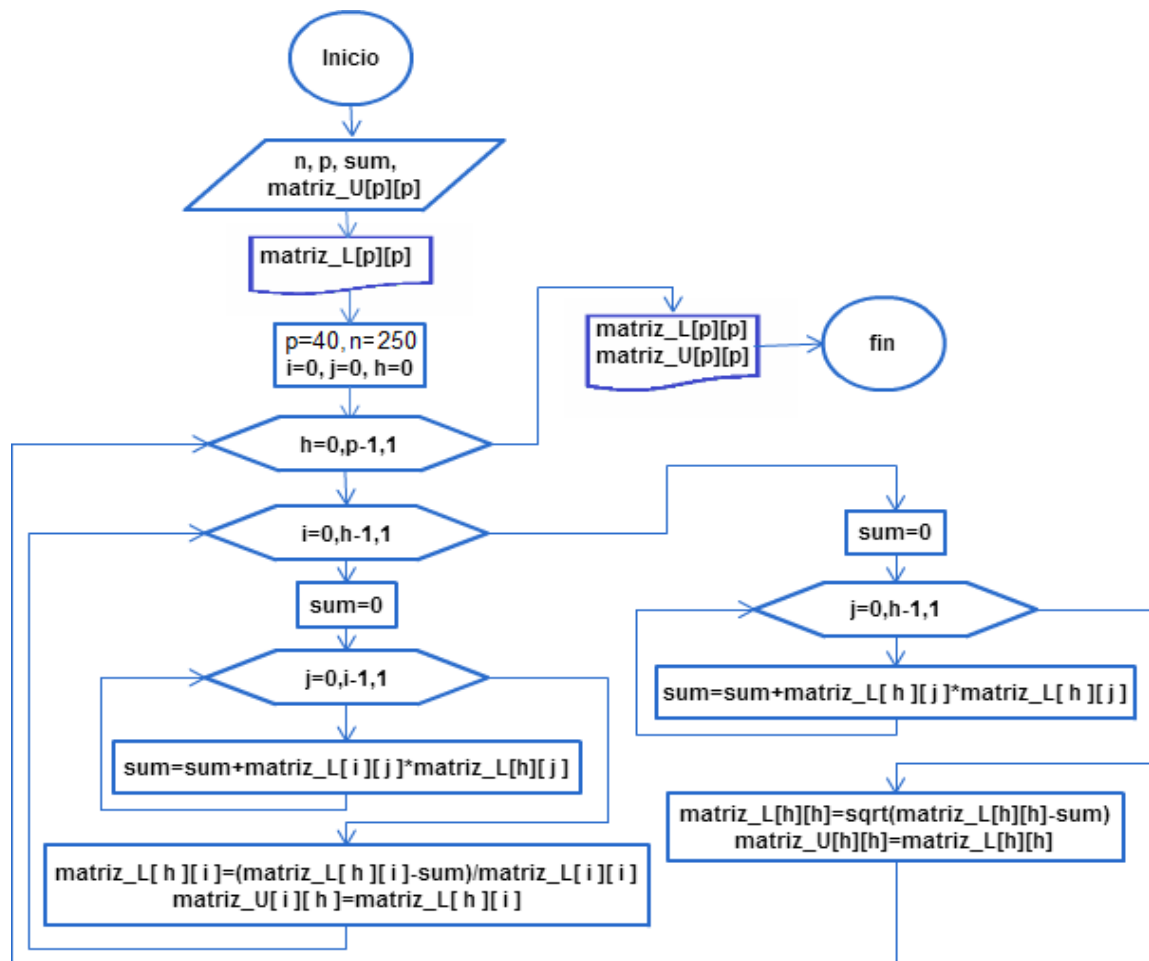 Inicio
n, p, sum,
matriz_U[p][p]
matriz_L[p][p]
p=40, n=250
i=0, j=0, h=0
matriz_L[p][p]
matriz_U[p][p]
fin
h=0,p-1,1
i=0,h-1,1
sum=0
j=0,i-1,1
sum=sum+matriz_L[ i ][ j ]*matriz_L[h][ j ]
matriz_L[ h ][ i ]=(matriz_L[ h ][ i ]-sum)/matriz_L[ i ][ i ]
matriz_U[ i ][ h ]=matriz_L[ h ][ i ]
sum=0
j=0,h-1,1
sum=sum+matriz_L[ h ][ j ]*matriz_L[ h ][ j ]
matriz_L[h][h]=sqrt(matriz_L[h][h]-sum)
matriz_U[h][h]=matriz_L[h][h]